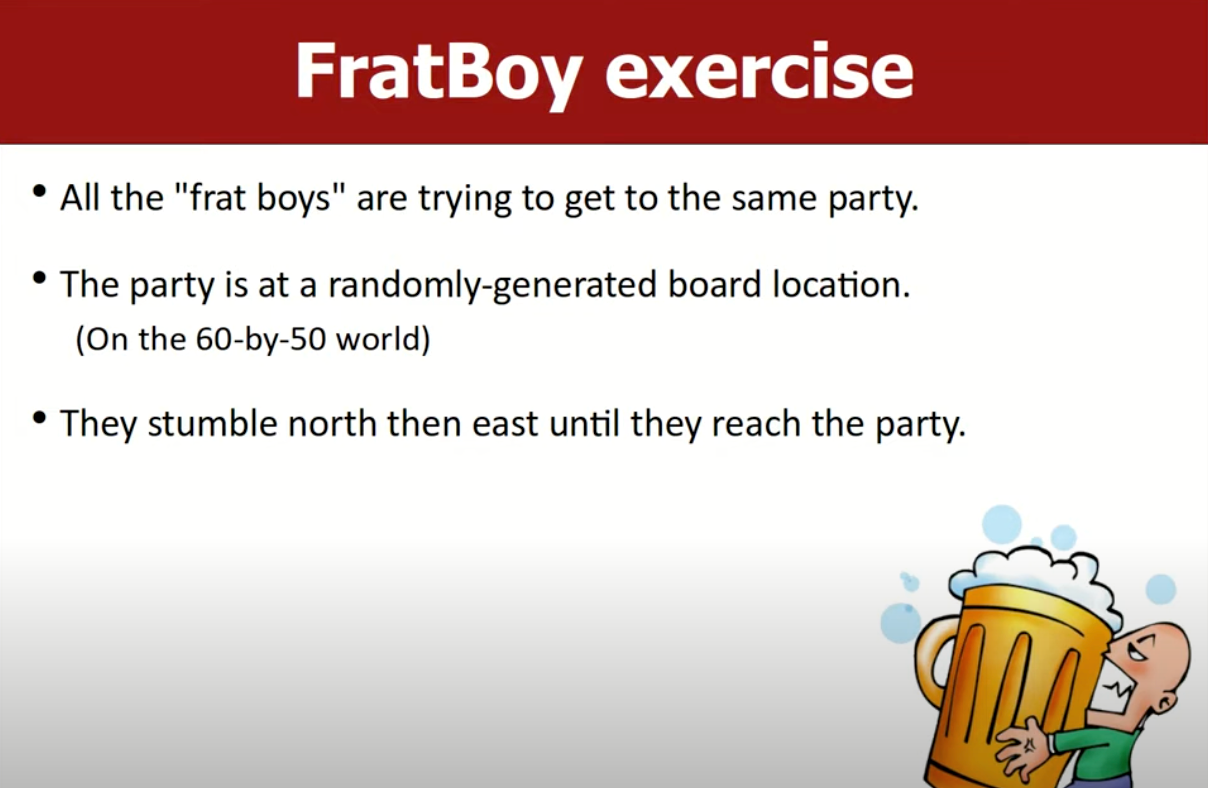 FratBoy exercise
• All the "frat boys" are trying to get to the same party.
• The party is at a randomly-generated board location.
(On the 60-by-50 world)
• They stumble north then east until they reach the party.